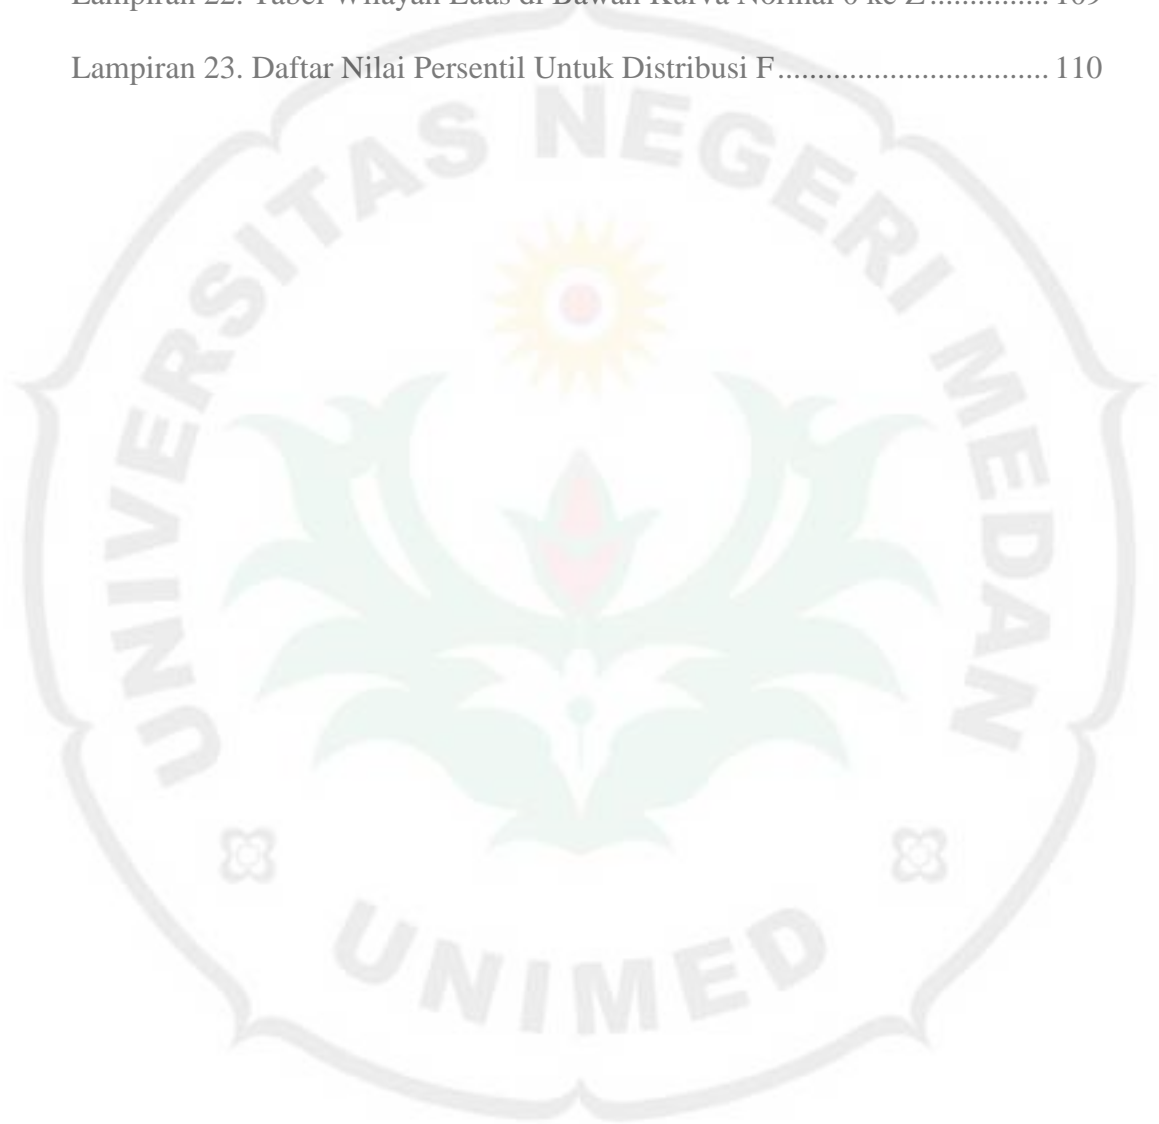 Lampiran 22. Tabel Wilayah Luas di Bawah Kurva Normal 0 ke Z............... 109
Lampiran 23. Daftar Nilai Persentil Untuk Distribusi F.................................. 110
UNIVERSITAS NEGERI MEDAN
UNIMED